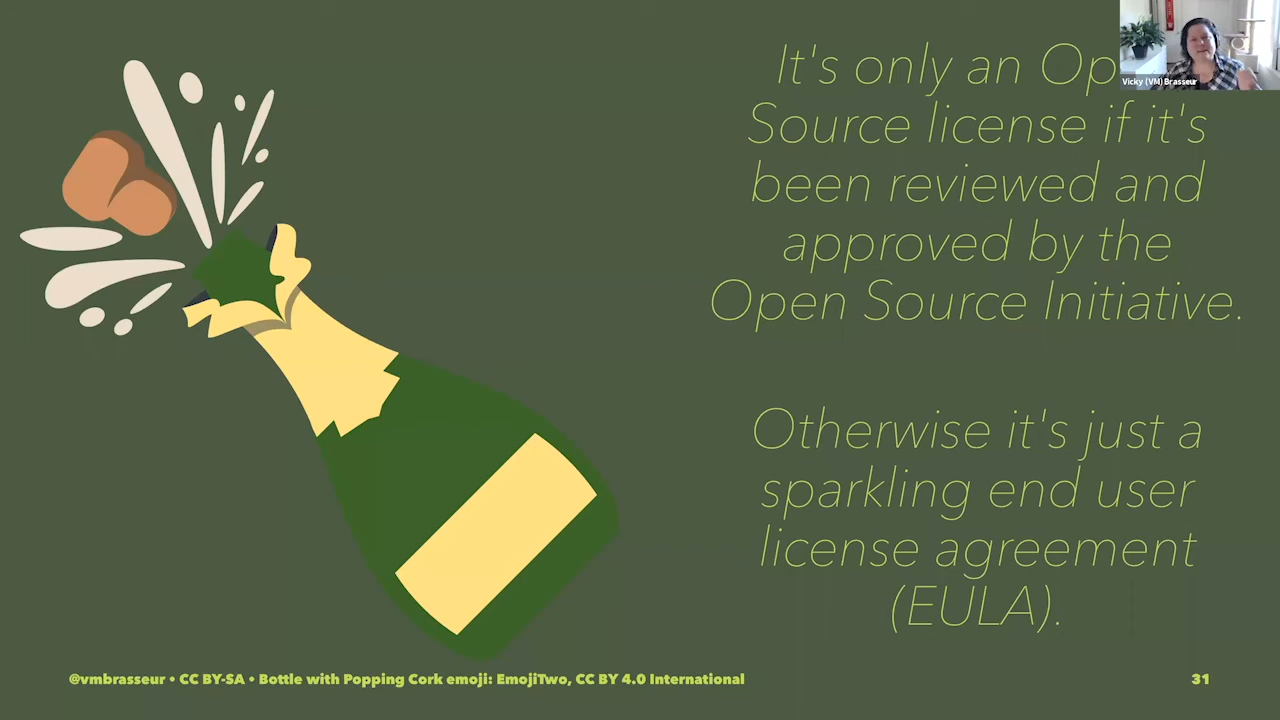 It's only an Op
Source license if it's
been reviewed and
approved by the
Open Source Initiative.
Otherwise it's just a
sparkling end user
license agreement
(EULA).
Vicky (VM) Brasseur
@vmbrasseur • CC BY-SA • Bottle with Popping Cork emoji: EmojiTwo, CC BY 4.0 International
31